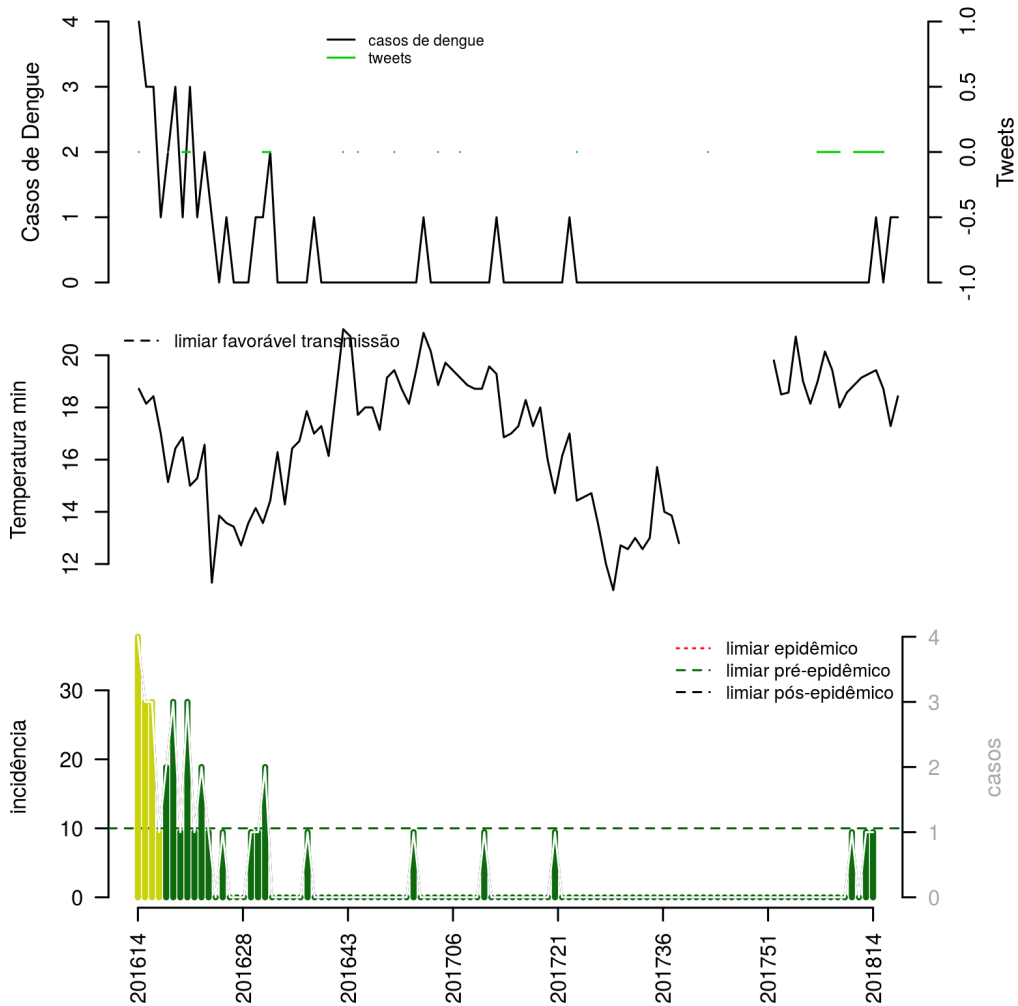 Casos de Dengue
4
3
2
1
0
casos de dengue
tweets
1.0
0.5
0.0
-0.5
-1.0
Tweets
Temperatura min
20
18
16
14
12
limiar favorável transmissão
incidência
30
20
10
0
limiar epidêmico
limiar pré-epidêmico
limiar pós-epidêmico
4
3
2
1
0
casos
201614
201628
201643
201706
201721
201736
201751
201814